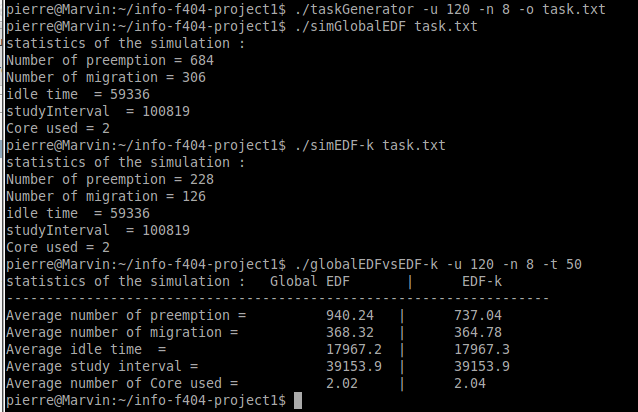 pierre@Marvin:~/info-f404-project1$ ./taskGenerator -u 120 -n 8 -o task.txt
pierre@Marvin:~/info-f404-project1$ ./simGlobalEDF task.txt
statistics of the simulation :
Number of preemption = 684
Number of migration = 306
idle time  = 59336
studyInterval  = 100819
Core used = 2
pierre@Marvin:~/info-f404-project1$ ./simEDF-k task.txt
statistics of the simulation :
Number of preemption = 228
Number of migration = 126
idle time  = 59336
studyInterval  = 100819
Core used = 2
pierre@Marvin:~/info-f404-project1$ ./globalEDFvsEDF-k -u 120 -n 8 -t 50
statistics of the simulation :   Global EDF       |      EDF-k
--------------------------------------------------------------------
Average number of preemption =          940.24   |      737.04
Average number of migration =           368.32   |      364.78
Average idle time  =                    17967.2  |      17967.3
Average study interval =                39153.9  |      39153.9
Average number of Core used =           2.02     |      2.04
pierre@Marvin:~/info-f404-project1$